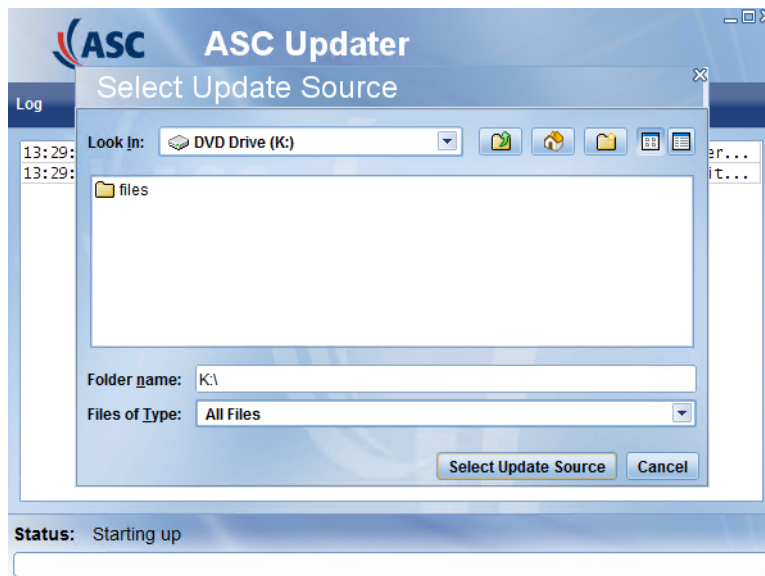 ASC ASC Updater
Select Update Source
Log
Look In: DVD Drive (K:)
13:29: er...
13:29: it...
files
Folder name: K:\
Files of Type: All Files
Select Update Source Cancel
Status: Starting up